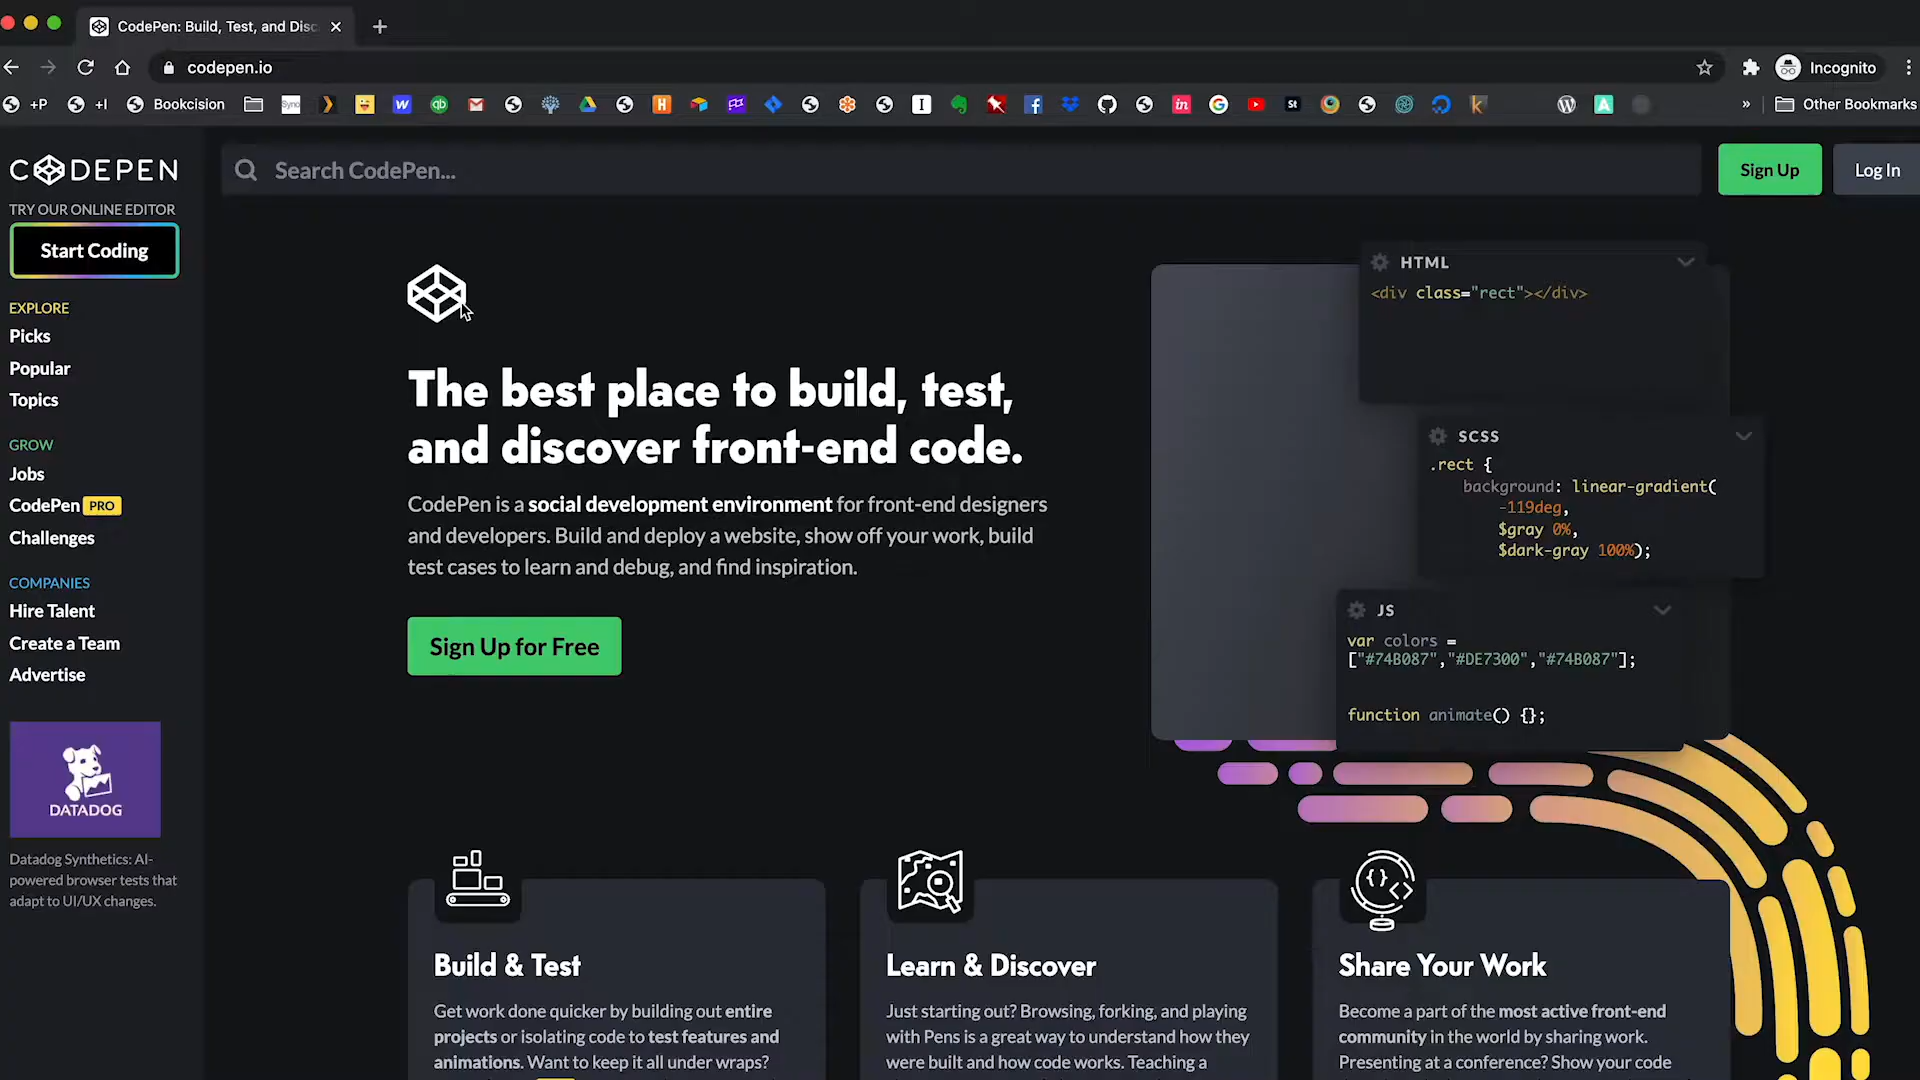 CodePen: Build, Test, and Disc
codepen.io
Incognito
+P
+I
Bookcision
Other Bookmarks
CODEPEN
Search CodePen...
Sign Up
Log In
TRY OUR ONLINE EDITOR
Start Coding
EXPLORE
Picks
Popular
Topics
GROW
Jobs
CodePen PRO
Challenges
COMPANIES
Hire Talent
Create a Team
Advertise
DATADOG
Datadog Synthetics: AI-
powered browser tests that
adapt to UI/UX changes.
The best place to build, test,
and discover front-end code.
CodePen is a social development environment for front-end designers
and developers. Build and deploy a website, show off your work, build
test cases to learn and debug, and find inspiration.
Sign Up for Free
HTML
<div class="rect"></div>
SCSS
.rect {
background: linear-gradient(
-119deg,
$gray 0%,
$dark-gray 100%);
JS
var colors =
["#74B087","#DE7300","#74B087"];
function animate() {};
Build & Test
Get work done quicker by building out entire
projects or isolating code to test features and
animations. Want to keep it all under wraps?
Learn & Discover
Just starting out? Browsing, forking, and playing
with Pens is a great way to understand how they
were built and how code works. Teaching a
Share Your Work
Become a part of the most active front-end
community in the world by sharing work.
Presenting at a conference? Show your code